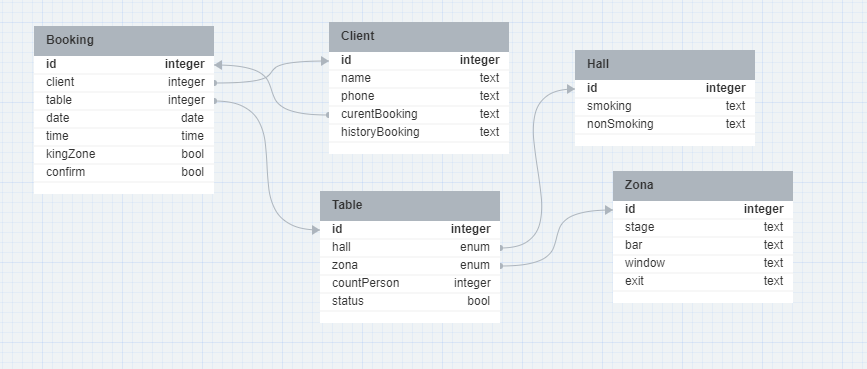 Booking
id integer
client integer
table integer
date date
time time
kingZone bool
confirm bool
Client
id integer
name text
phone text
curentBooking text
historyBooking text
Hall
id integer
smoking text
nonSmoking text
Table
id integer
hall enum
zona enum
countPerson integer
status bool
Zona
id integer
stage text
bar text
window text
exit text